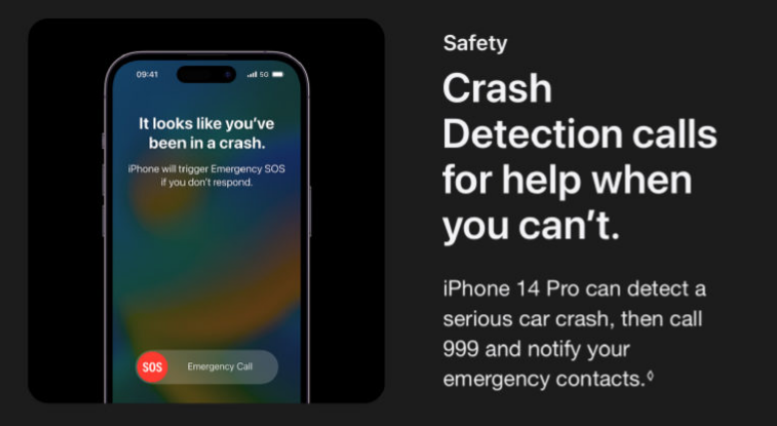 09:41
5G
It looks like you've
been in a crash.
iPhone will trigger Emergency SOS
if you don't respond.
SOS
Emergency Call
Safety
Crash
Detection calls
for help when
you can't.
iPhone 14 Pro can detect a
serious car crash, then call
999 and notify your
emergency contacts.◊